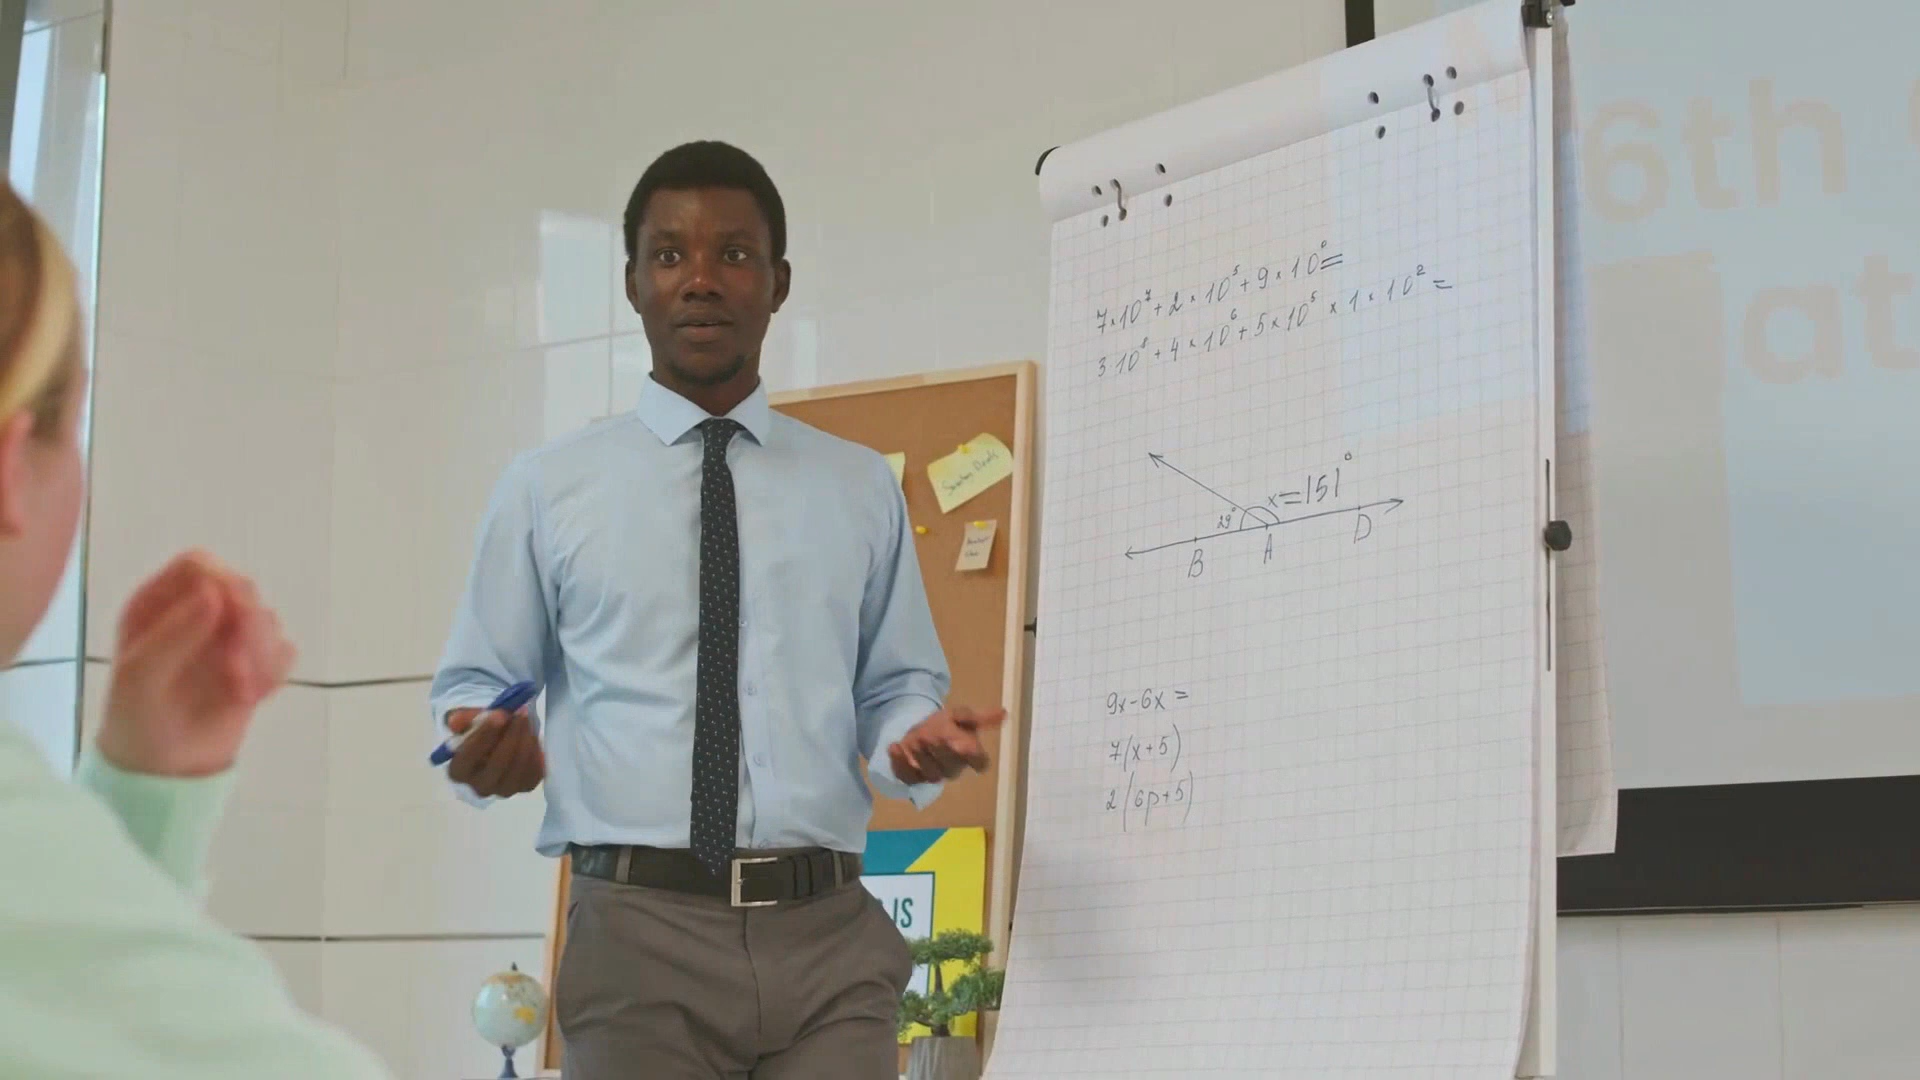 7×10⁷+2×10⁵+9×10⁰=
3·10⁸+4×10⁶+5×10⁵×1×10²=
x=151°
29°
B A D
9x-6x=
7(x+5)
2(6p+5)
6th
at
IS